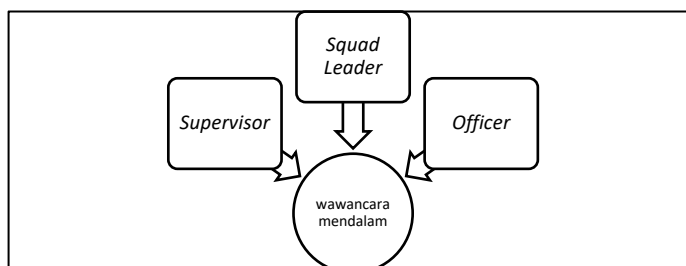 Squad
Leader
Supervisor
Officer
wawancara
mendalam